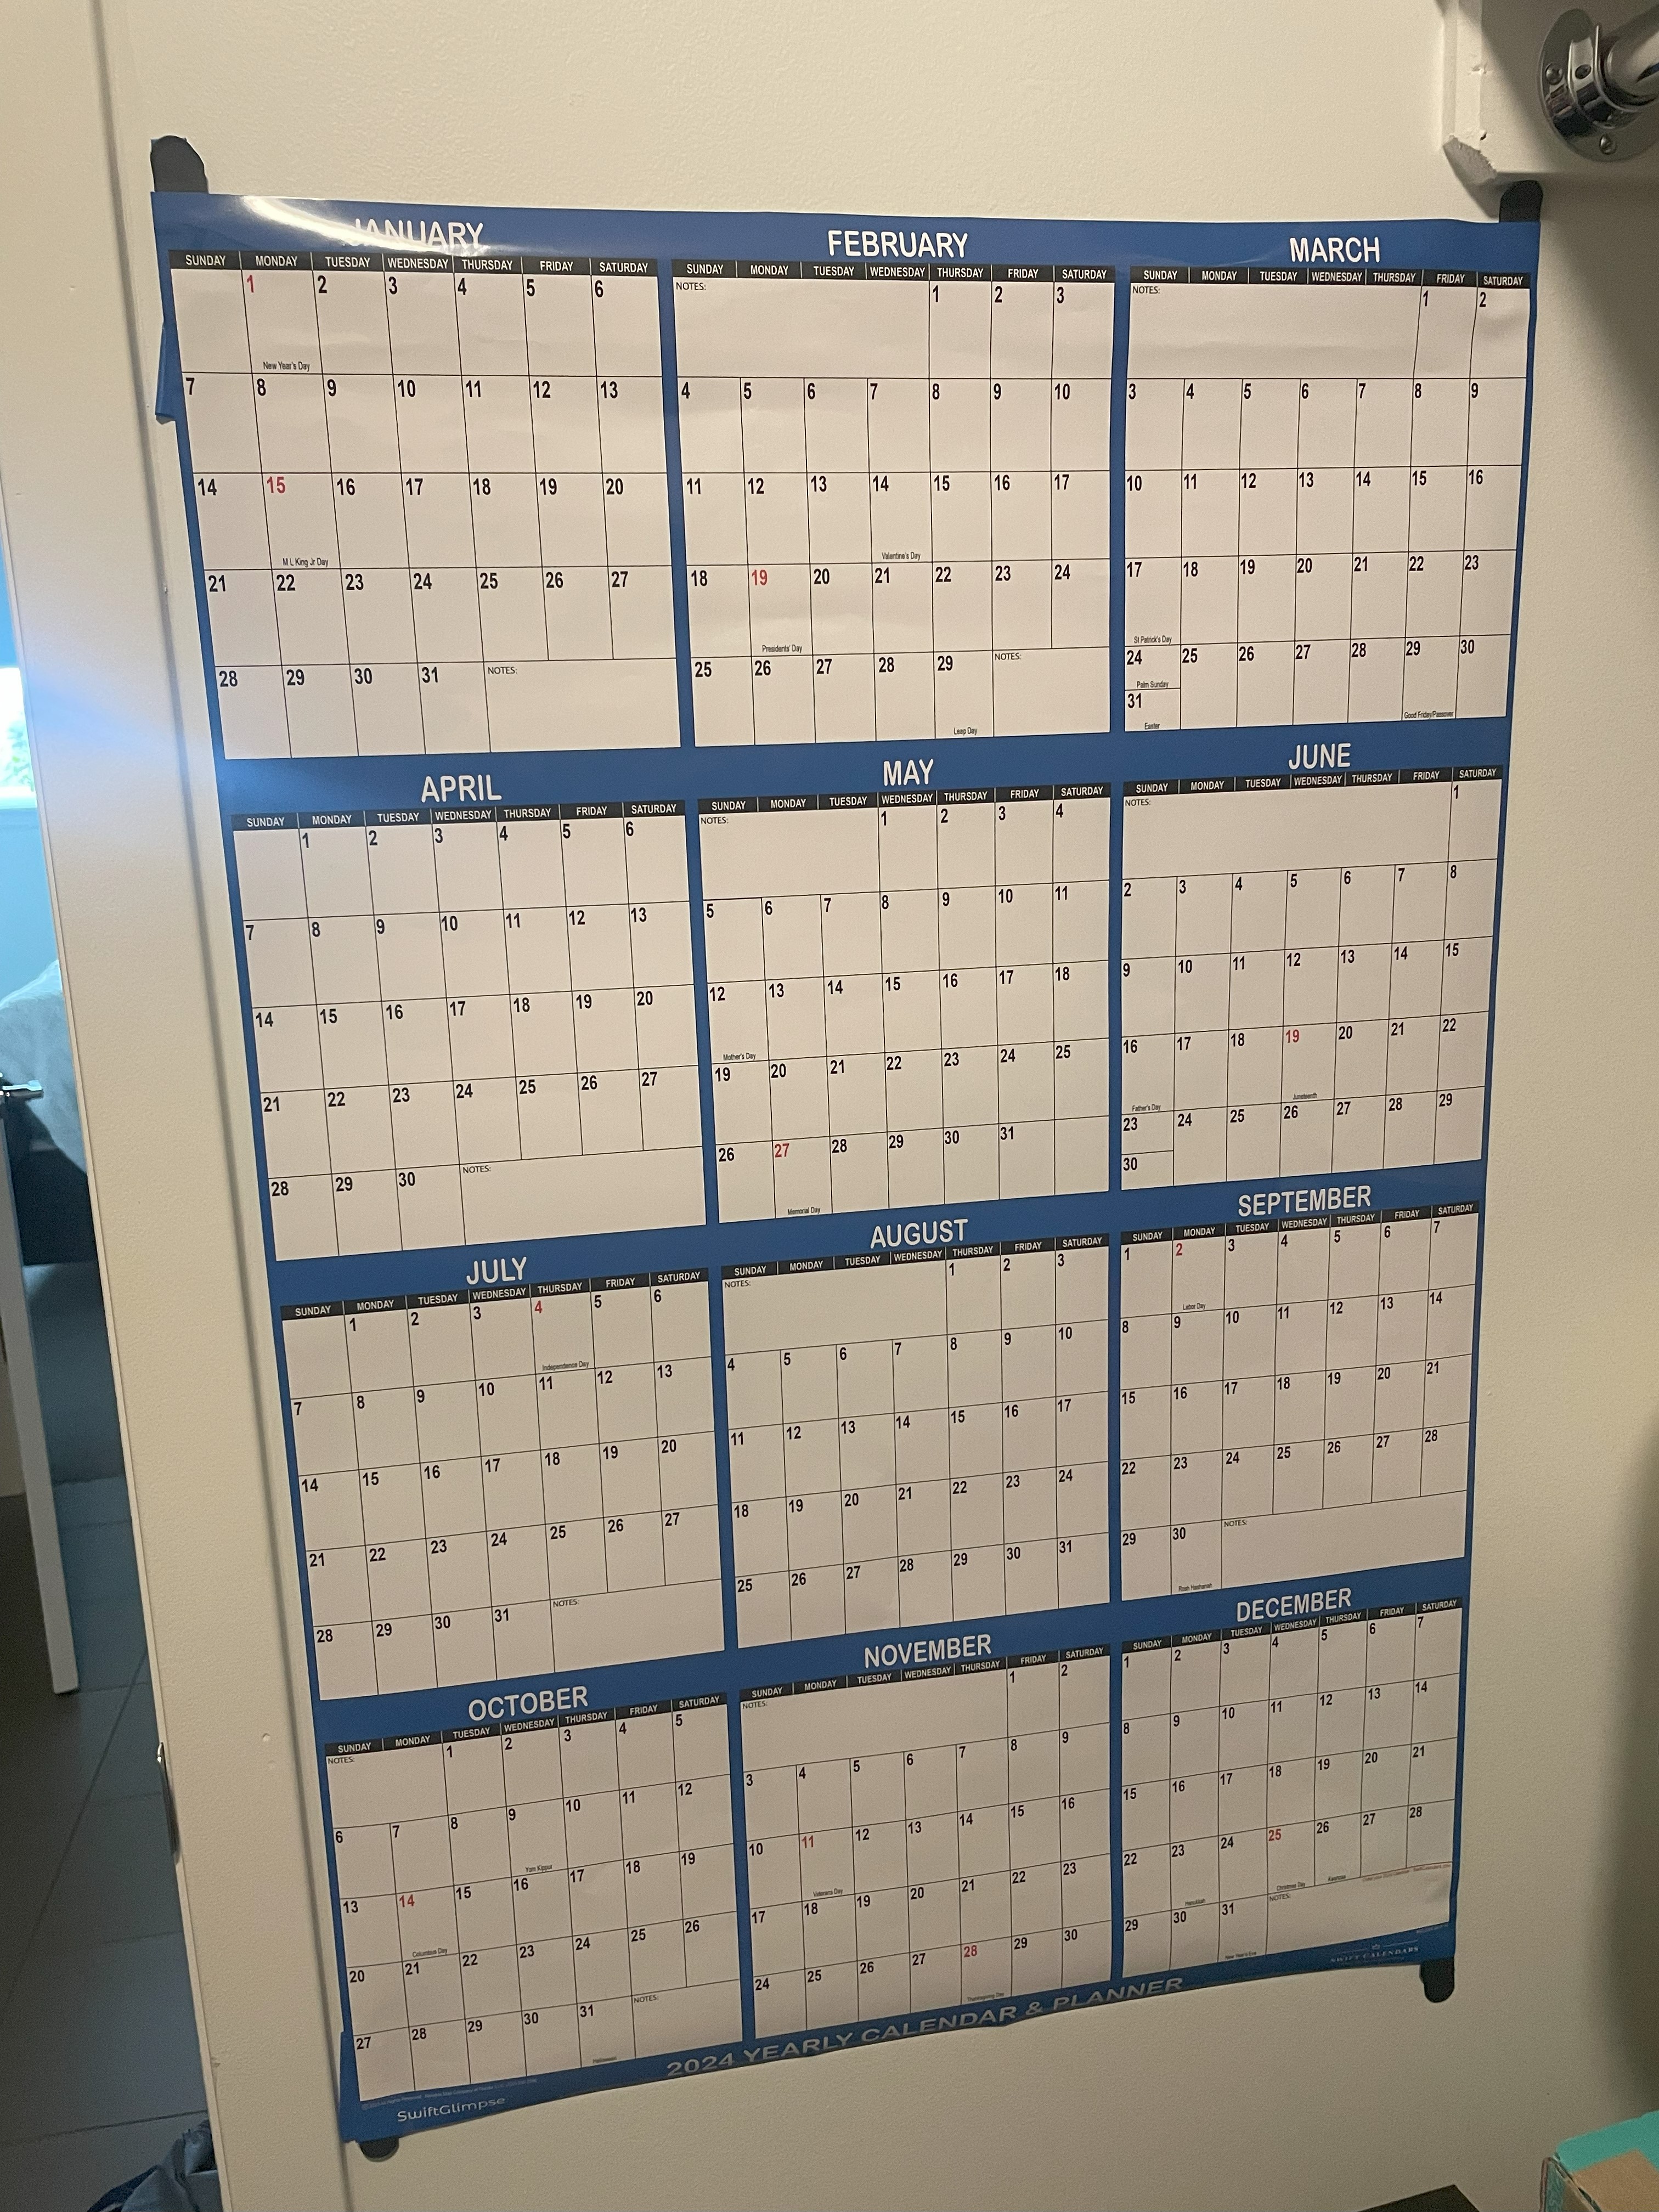 JANUARY
SUNDAY MONDAY TUESDAY WEDNESDAY THURSDAY FRIDAY SATURDAY
1 2 3 4 5 6
New Year's Day
7 8 9 10 11 12 13
14 15 16 17 18 19 20
M L King Jr Day
21 22 23 24 25 26 27
28 29 30 31 NOTES:
FEBRUARY
SUNDAY MONDAY TUESDAY WEDNESDAY THURSDAY FRIDAY SATURDAY
NOTES: 1 2 3
4 5 6 7 8 9 10
11 12 13 14 15 16 17
Valentine's Day
18 19 20 21 22 23 24
Presidents' Day
25 26 27 28 29 NOTES:
Leap Day
MARCH
SUNDAY MONDAY TUESDAY WEDNESDAY THURSDAY FRIDAY SATURDAY
NOTES: 1 2
3 4 5 6 7 8 9
10 11 12 13 14 15 16
17 18 19 20 21 22 23
St Patrick's Day
24 25 26 27 28 29 30
Palm Sunday
31
Easter Good Friday/Passover
APRIL
SUNDAY MONDAY TUESDAY WEDNESDAY THURSDAY FRIDAY SATURDAY
1 2 3 4 5 6
7 8 9 10 11 12 13
14 15 16 17 18 19 20
21 22 23 24 25 26 27
28 29 30 NOTES:
MAY
SUNDAY MONDAY TUESDAY WEDNESDAY THURSDAY FRIDAY SATURDAY
NOTES: 1 2 3 4
5 6 7 8 9 10 11
12 13 14 15 16 17 18
Mother's Day
19 20 21 22 23 24 25
26 27 28 29 30 31
Memorial Day
JUNE
SUNDAY MONDAY TUESDAY WEDNESDAY THURSDAY FRIDAY SATURDAY
NOTES: 1
2 3 4 5 6 7 8
9 10 11 12 13 14 15
16 17 18 19 20 21 22
Father's Day Juneteenth
23 24 25 26 27 28 29
30
JULY
SUNDAY MONDAY TUESDAY WEDNESDAY THURSDAY FRIDAY SATURDAY
1 2 3 4 5 6
Independence Day
7 8 9 10 11 12 13
14 15 16 17 18 19 20
21 22 23 24 25 26 27
28 29 30 31 NOTES:
AUGUST
SUNDAY MONDAY TUESDAY WEDNESDAY THURSDAY FRIDAY SATURDAY
NOTES: 1 2 3
4 5 6 7 8 9 10
11 12 13 14 15 16 17
18 19 20 21 22 23 24
25 26 27 28 29 30 31
SEPTEMBER
SUNDAY MONDAY TUESDAY WEDNESDAY THURSDAY FRIDAY SATURDAY
1 2 3 4 5 6 7
Labor Day
8 9 10 11 12 13 14
15 16 17 18 19 20 21
22 23 24 25 26 27 28
29 30 NOTES:
Rosh Hashanah
OCTOBER
SUNDAY MONDAY TUESDAY WEDNESDAY THURSDAY FRIDAY SATURDAY
NOTES: 1 2 3 4 5
6 7 8 9 10 11 12
Yom Kippur
13 14 15 16 17 18 19
Columbus Day
20 21 22 23 24 25 26
27 28 29 30 31 NOTES:
Halloween
NOVEMBER
SUNDAY MONDAY TUESDAY WEDNESDAY THURSDAY FRIDAY SATURDAY
NOTES: 1 2
3 4 5 6 7 8 9
10 11 12 13 14 15 16
Veterans Day
17 18 19 20 21 22 23
24 25 26 27 28 29 30
Thanksgiving Day
DECEMBER
SUNDAY MONDAY TUESDAY WEDNESDAY THURSDAY FRIDAY SATURDAY
1 2 3 4 5 6 7
8 9 10 11 12 13 14
15 16 17 18 19 20 21
22 23 24 25 26 27 28
Hanukkah Christmas Day Kwanzaa
29 30 31 NOTES:
New Year's Eve
SWIFT CALENDARS
2024 YEARLY CALENDAR & PLANNER
SwiftGlimpse